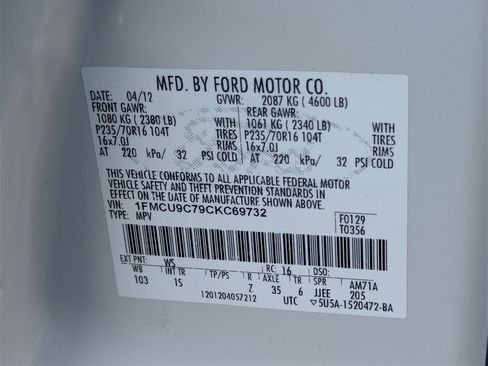 MFD. BY FORD MOTOR CO.
DATE: 04/12 GVWR: 2087 KG ( 4600 LB)
FRONT GAWR: REAR GAWR:
1080 KG ( 2380 LB) 1061 KG ( 2340 LB)
P235/70R16 104T WITH TIRES P235/70R16 104T WITH TIRES
16x7.0J RIMS 16x7.0J RIMS
AT 220 kPa/ 32 PSI COLD AT 220 kPa/ 32 PSI COLD
THIS VEHICLE CONFORMS TO ALL APPLICABLE FEDERAL MOTOR
VEHICLE SAFETY AND THEFT PREVENTION STANDARDS IN
EFFECT ON THE DATE OF MANUFACTURE SHOWN ABOVE.
VIN: 1FMCU9C79CKC69732 F0129
TYPE: MPV T0356
EXT PNT: WS RC: 16 DSO:
WB INT TR TP/PS R AXLE TR SPR AM71A
103 1S Z 35 6 JJEE 205
1201204057212 UTC ▽5U5A-1520472-BA